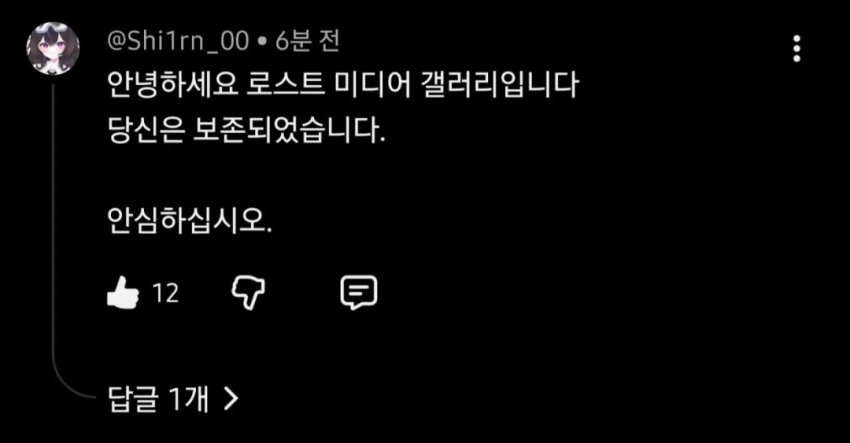 @Shi1rn_00 • 6분 전
안녕하세요 로스트 미디어 갤러리입니다
당신은 보존되었습니다.
안심하십시오.
12
답글 1개 >